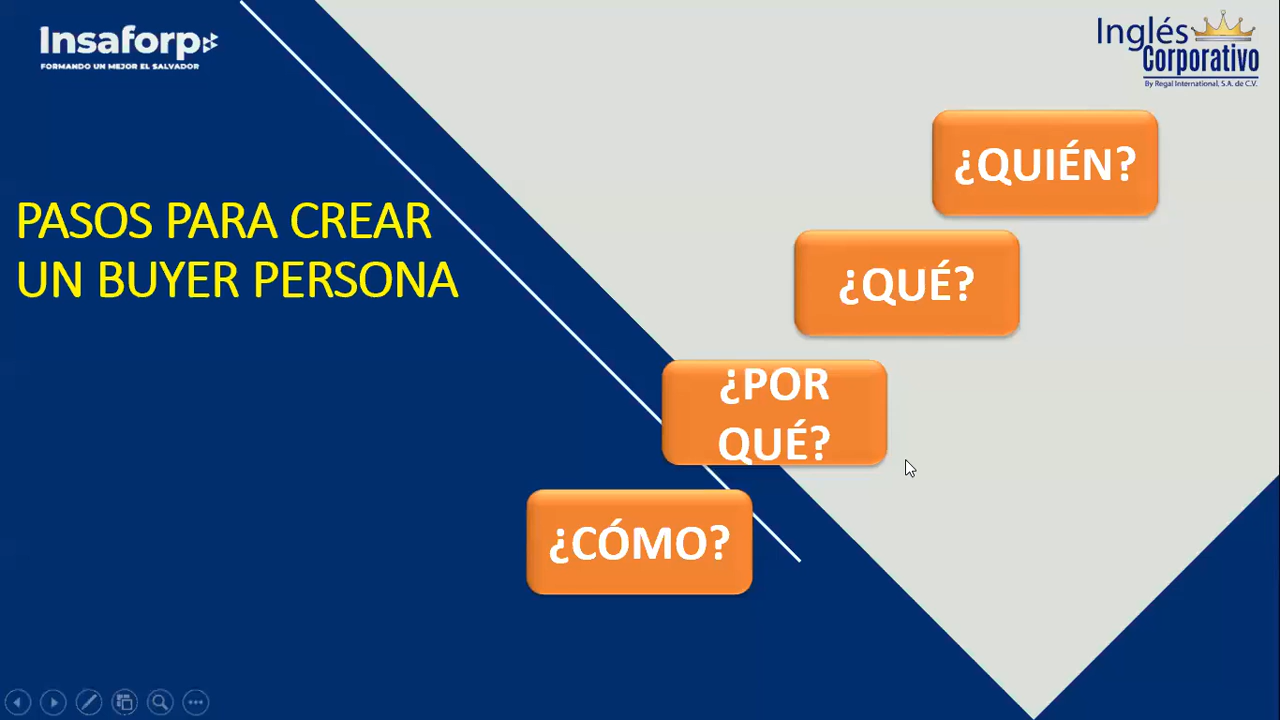 Insaforp
FORMANDO UN MEJOR EL SALVADOR
Inglés
Corporativo
By Regal International, S.A. de C.V.
PASOS PARA CREAR
UN BUYER PERSONA
¿QUIÉN?
¿QUÉ?
¿POR
QUÉ?
¿CÓMO?